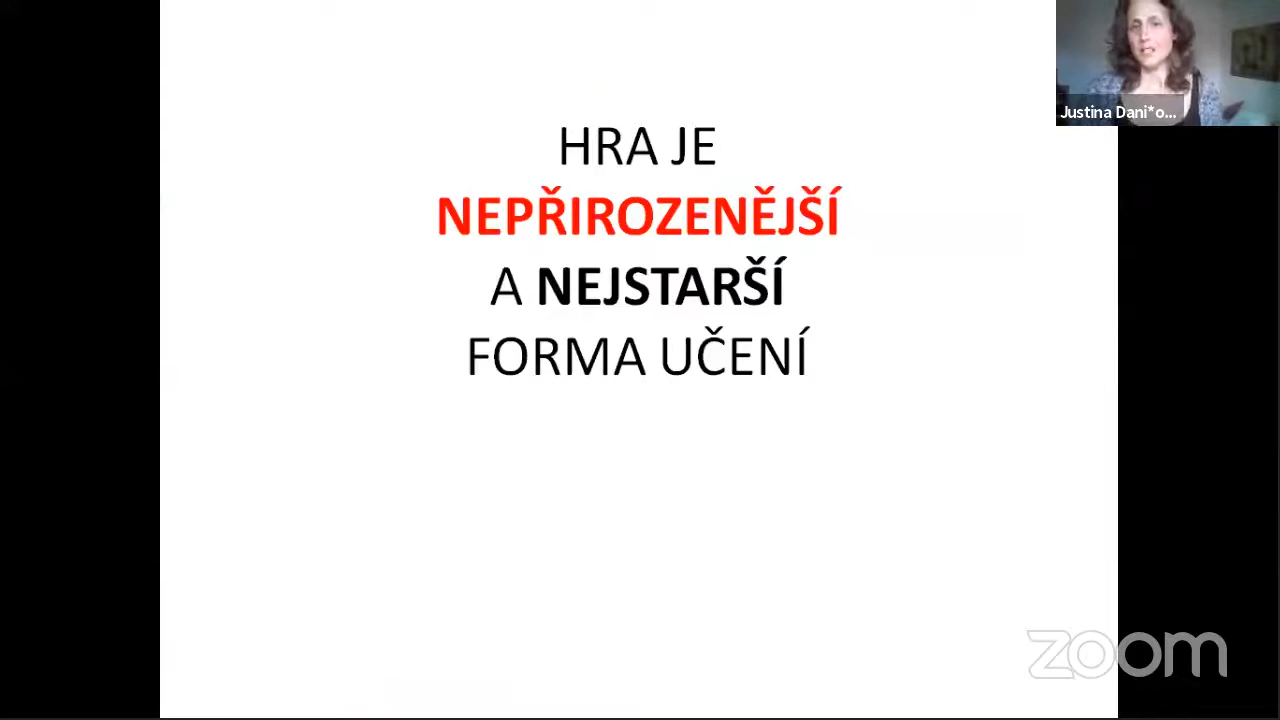 Justina Dani*o...
HRA JE
NEPŘIROZENĚJŠÍ
A NEJSTARŠÍ
FORMA UČENÍ
zoom